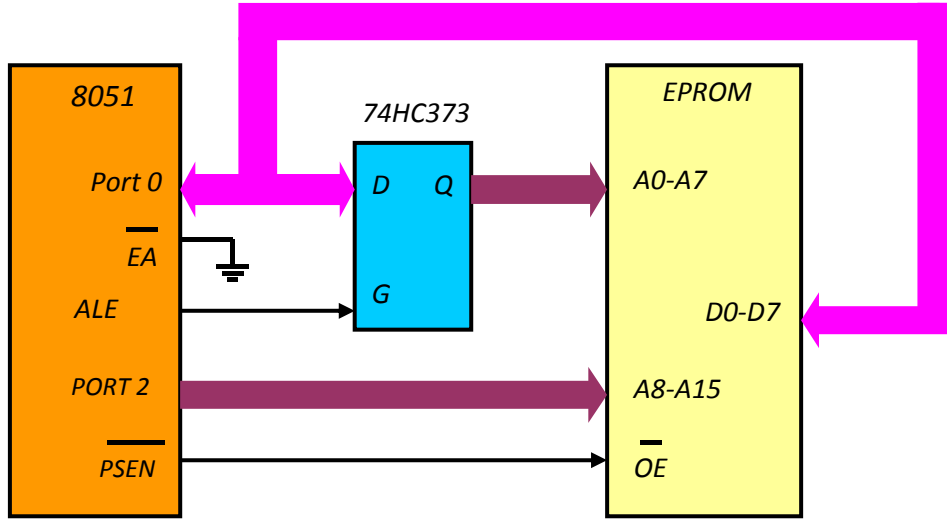 8051
Port 0
EA
ALE
PORT 2
PSEN
74HC373
D Q
G
EPROM
A0-A7
D0-D7
A8-A15
OE